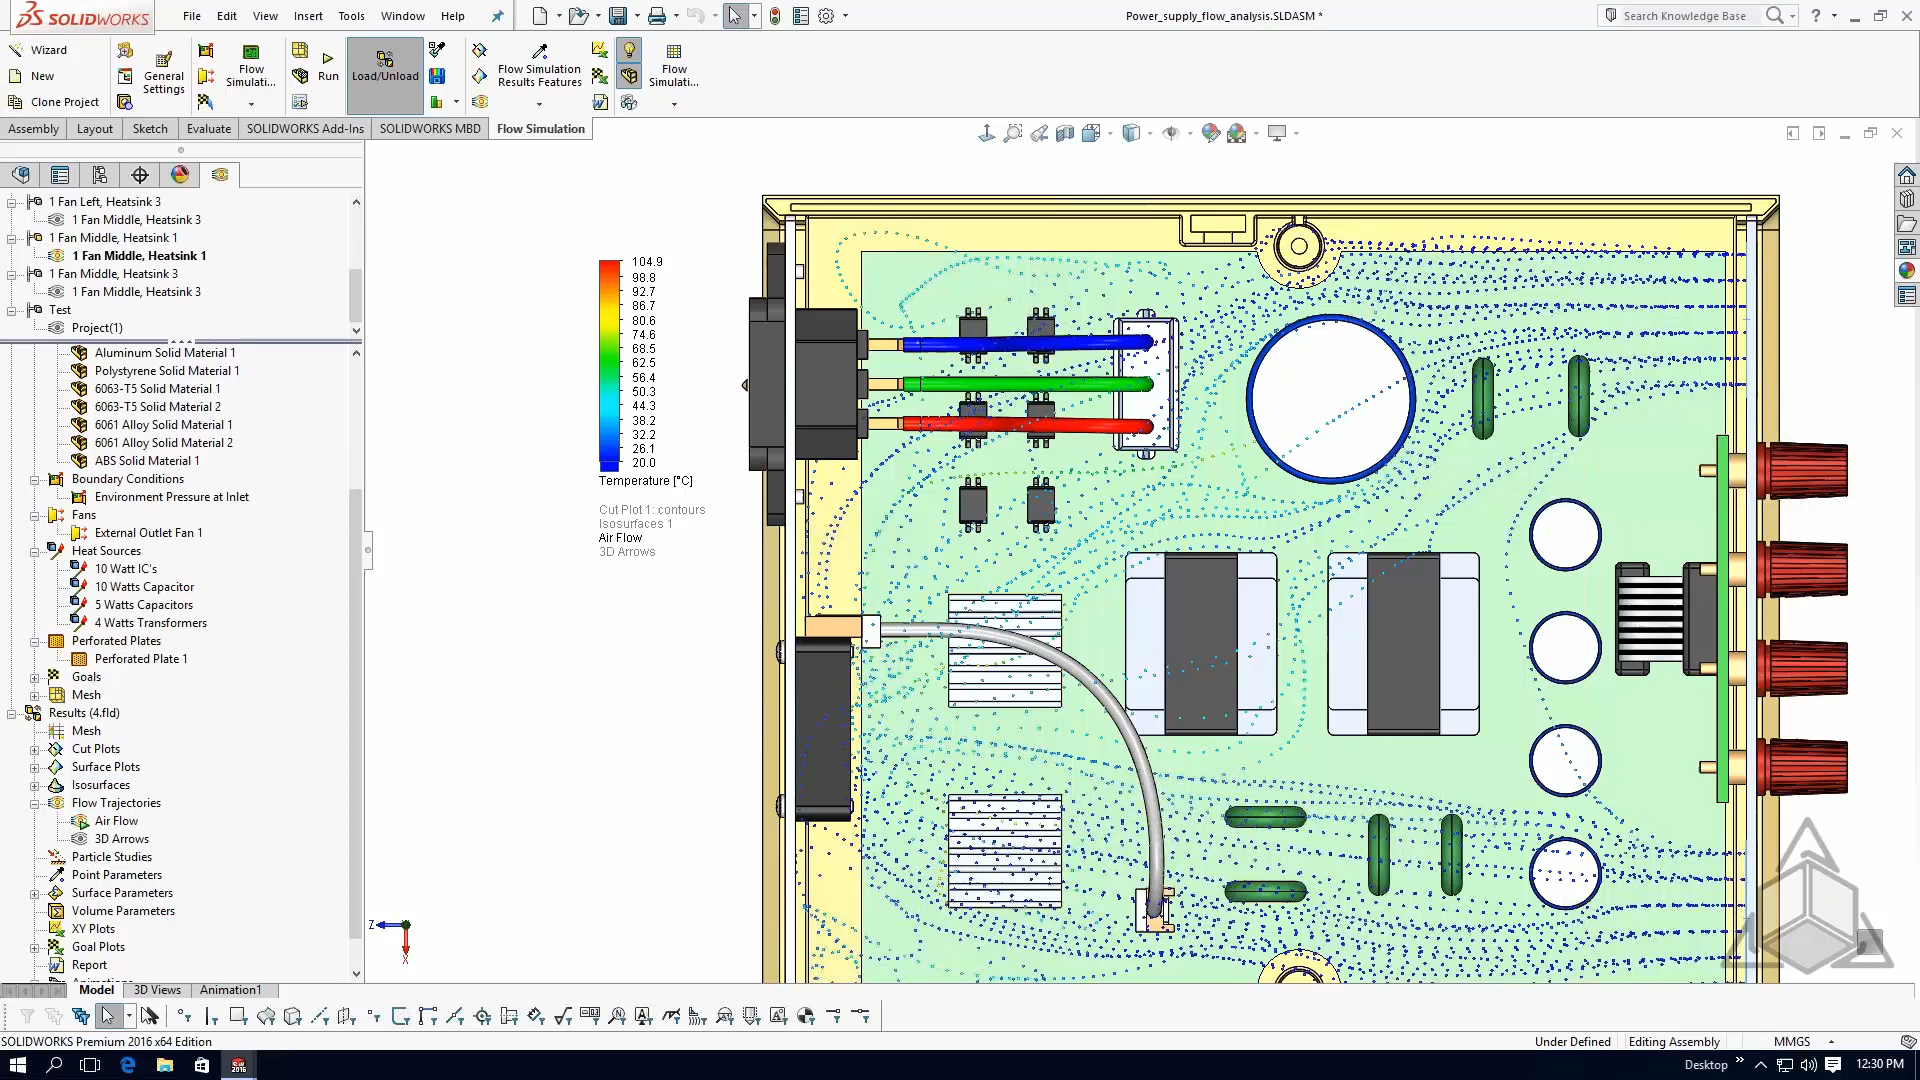 SOLIDWORKS
File Edit View Insert Tools Window Help
Power_supply_flow_analysis.SLDASM *
Search Knowledge Base
?
Wizard
New
Clone Project
General Settings
Flow Simulati...
Run
Load/Unload
Flow Simulation Results Features
Flow Simulati...
Assembly Layout Sketch Evaluate SOLIDWORKS Add-Ins SOLIDWORKS MBD Flow Simulation
1 Fan Left, Heatsink 3
1 Fan Middle, Heatsink 3
1 Fan Middle, Heatsink 1
1 Fan Middle, Heatsink 1
1 Fan Middle, Heatsink 3
1 Fan Middle, Heatsink 3
Test
Project(1)
Aluminum Solid Material 1
Polystyrene Solid Material 1
6063-T5 Solid Material 1
6063-T5 Solid Material 2
6061 Alloy Solid Material 1
6061 Alloy Solid Material 2
ABS Solid Material 1
Boundary Conditions
Environment Pressure at Inlet
Fans
External Outlet Fan 1
Heat Sources
10 Watt IC's
10 Watts Capacitor
5 Watts Capacitors
4 Watts Transformers
Perforated Plates
Perforated Plate 1
Goals
Mesh
Results (4.fld)
Mesh
Cut Plots
Surface Plots
Isosurfaces
Flow Trajectories
Air Flow
3D Arrows
Particle Studies
Point Parameters
Surface Parameters
Volume Parameters
XY Plots
Goal Plots
Report
104.9
98.8
92.7
86.7
80.6
74.6
68.5
62.5
56.4
50.3
44.3
38.2
32.2
26.1
20.0
Temperature [°C]
Cut Plot 1: contours
Isosurfaces 1
Air Flow
3D Arrows
Z
X
Model 3D Views Animation1
SOLIDWORKS Premium 2016 x64 Edition
Under Defined Editing Assembly MMGS
Desktop
12:30 PM